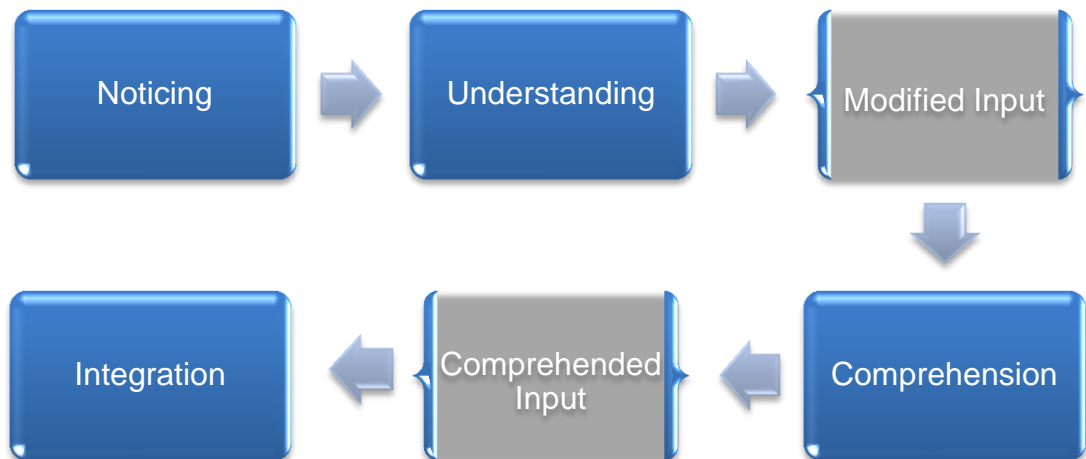 Noticing
Understanding
Modified Input
Comprehension
Comprehended
Input
Integration